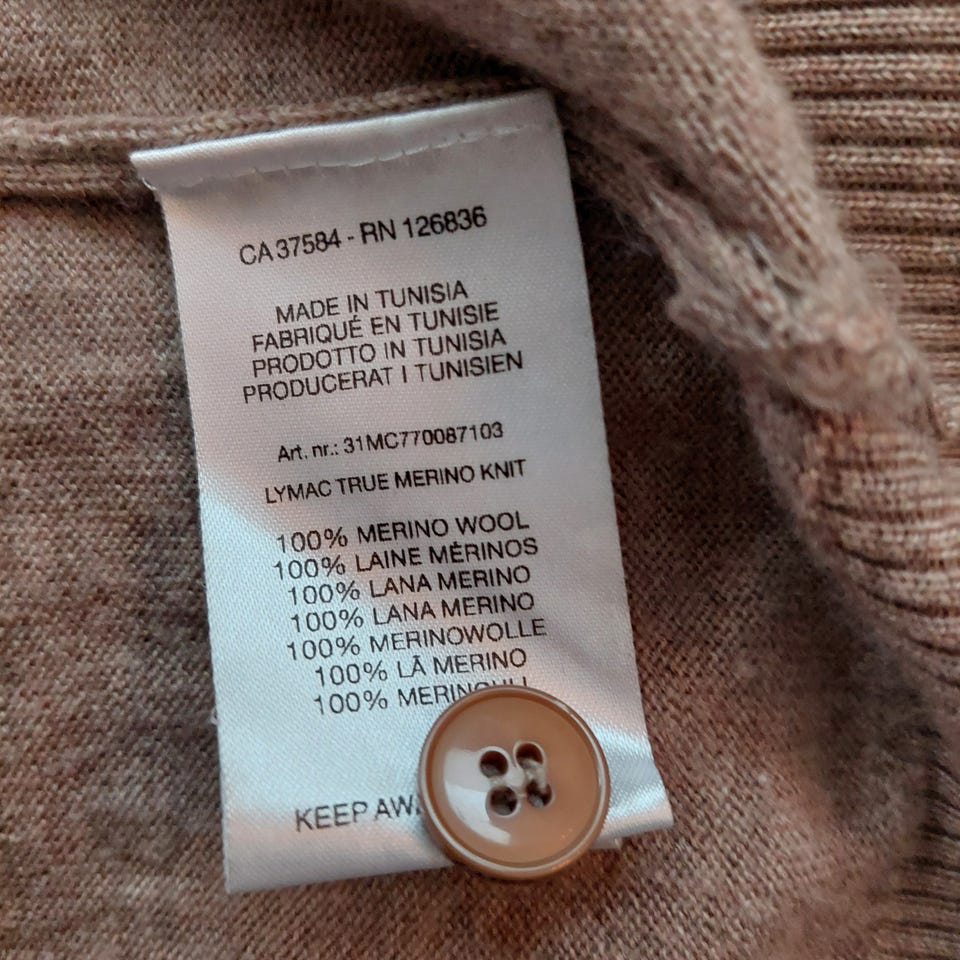 CA 37584 - RN 126836
MADE IN TUNISIA
FABRIQUÉ EN TUNISIE
PRODOTTO IN TUNISIA
PRODUCERAT I TUNISIEN
Art. nr.: 31MC770087103
LYMAC TRUE MERINO KNIT
100% MERINO WOOL
100% LAINE MÉRINOS
100% LANA MERINO
100% LANA MERINO
100% MERINOWOLLE
100% LÃ MERINO
100%
KEEP